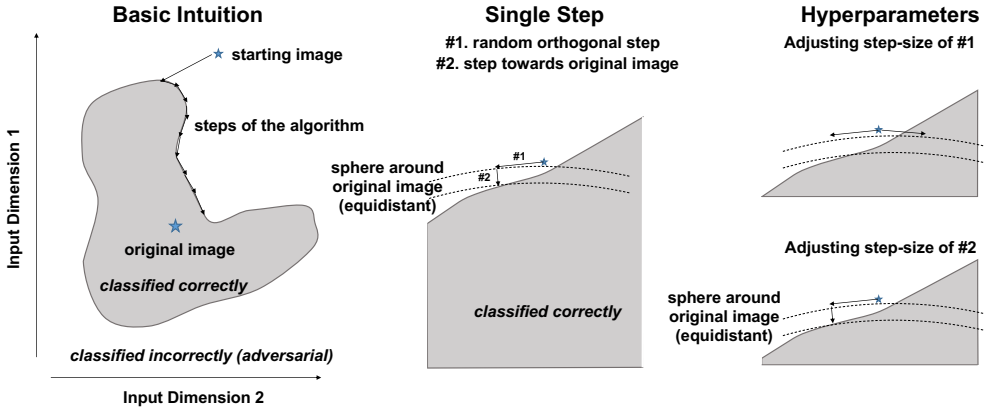 Basic Intuition
starting image
steps of the algorithm
original image
classified correctly
classified incorrectly (adversarial)
Input Dimension 1
Input Dimension 2
Single Step
#1. random orthogonal step
#2. step towards original image
#1
#2
sphere around
original image
(equidistant)
classified correctly
Hyperparameters
Adjusting step-size of #1
Adjusting step-size of #2
sphere around
original image
(equidistant)